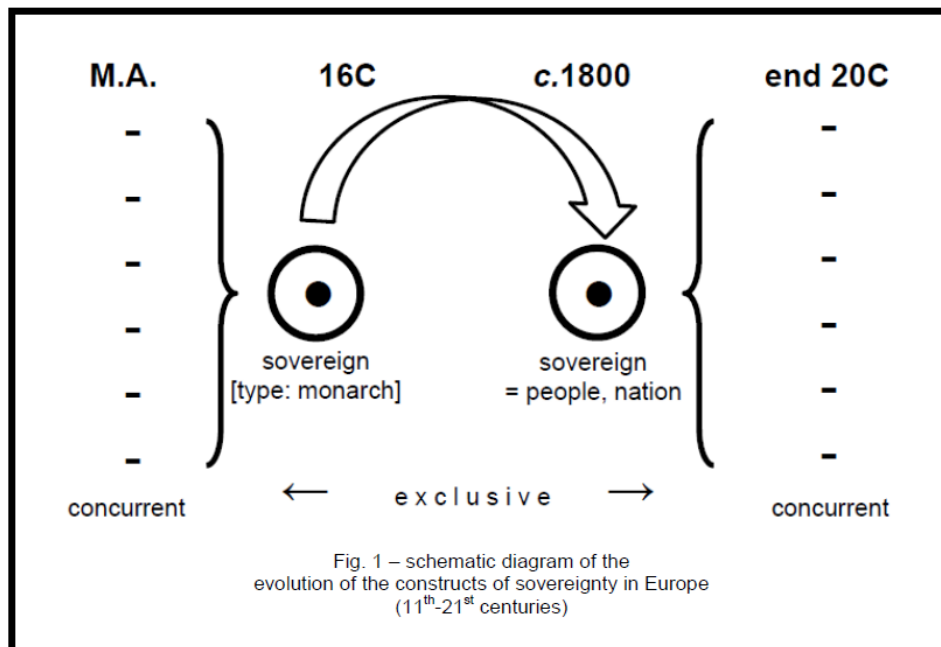 M.A. 16C c.1800 end 20C
- -
- -
- -
- -
- -
- -
sovereign sovereign
[type: monarch] = people, nation
← e x c l u s i v e →
concurrent concurrent
Fig. 1 – schematic diagram of the
evolution of the constructs of sovereignty in Europe
(11th-21st centuries)